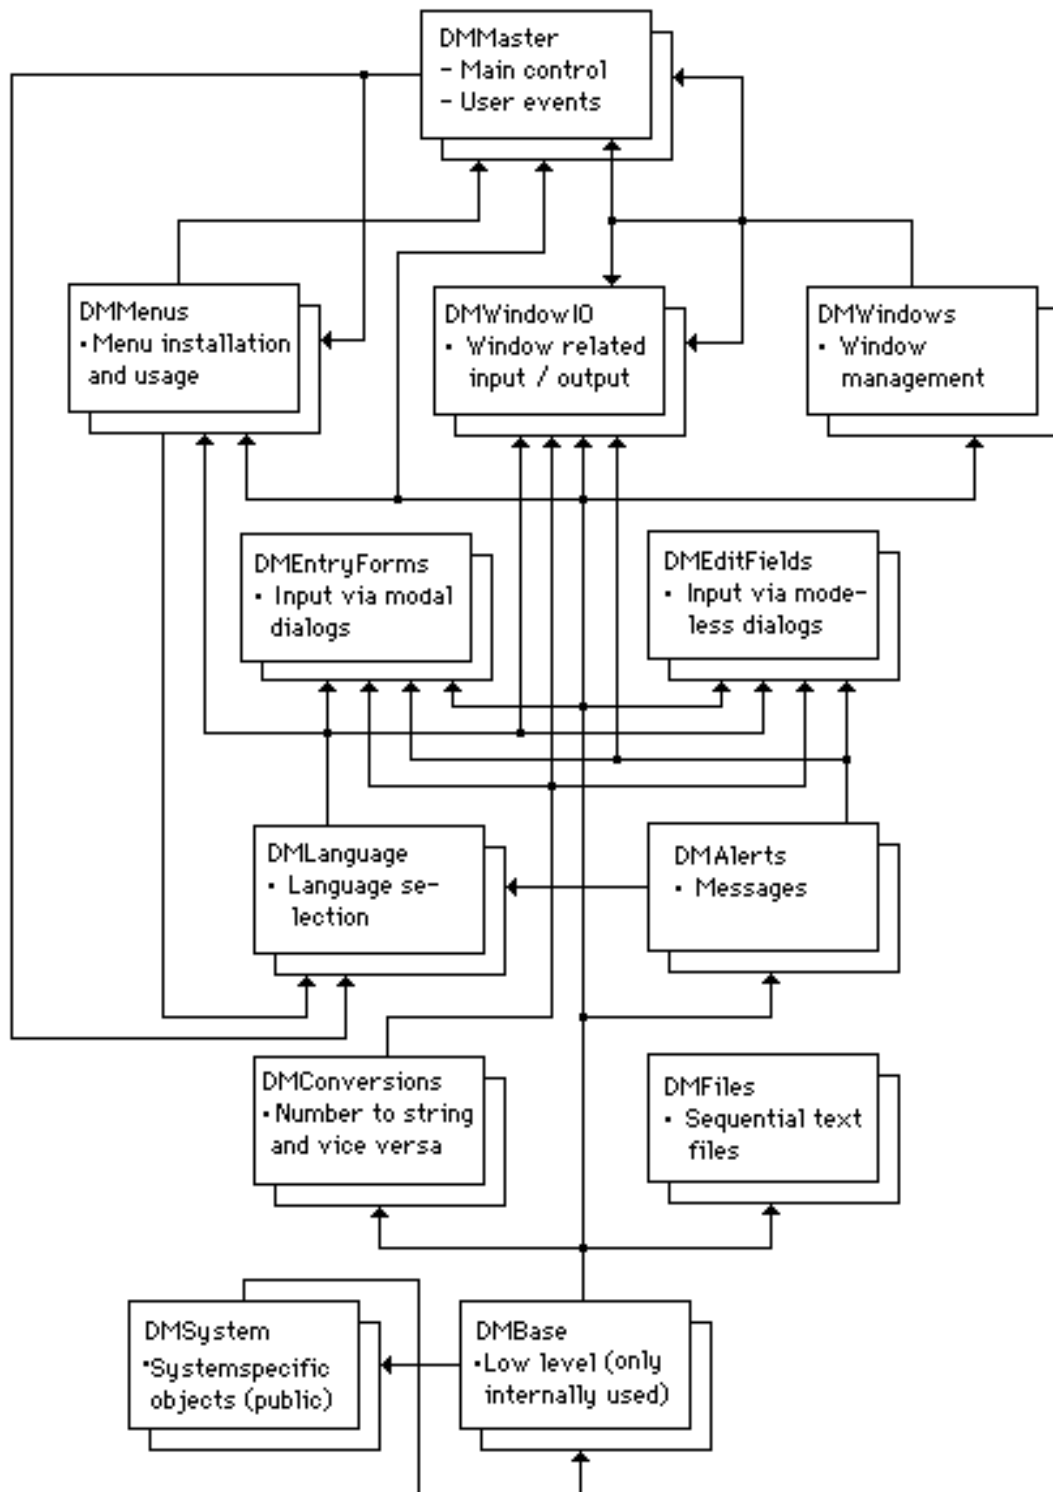 DMMaster
- Main control
- User events
DMMenus
• Menu installation
and usage
DMWindowIO
• Window related
input / output
DMWindows
• Window
management
DMEntryForms
• Input via modal
dialogs
DMEditFields
• Input via mode-
less dialogs
DMLanguage
• Language se-
lection
DMAlerts
• Messages
DMConversions
• Number to string
and vice versa
DMFiles
• Sequential text
files
DMSystem
• Systemspecific
objects (public)
DMBase
• Low level (only
internally used)